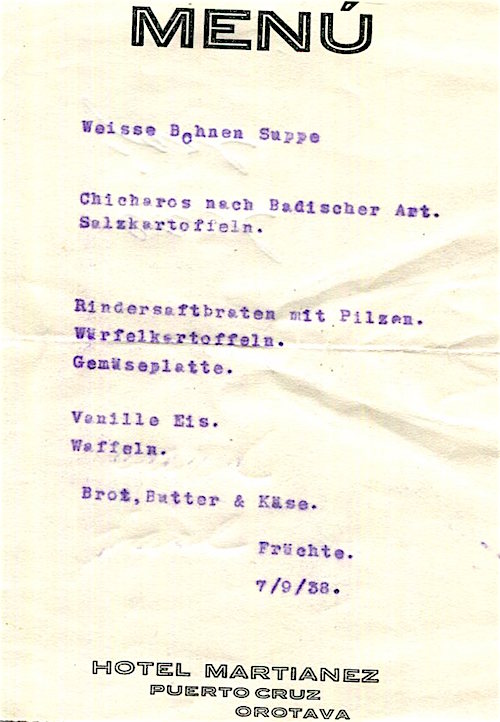 MENÚ
Weisse Bohnen Suppe
Chicharos nach Badischer Art.
Salzkartoffeln.
Rindersaftbraten mit Pilzen.
Würfelkartoffeln.
Gemüseplatte.
Vanille Eis.
Waffeln.
Brot,Butter & Käse.
Früchte.
7/9/38.
HOTEL MARTIANEZ
PUERTO CRUZ
OROTAVA